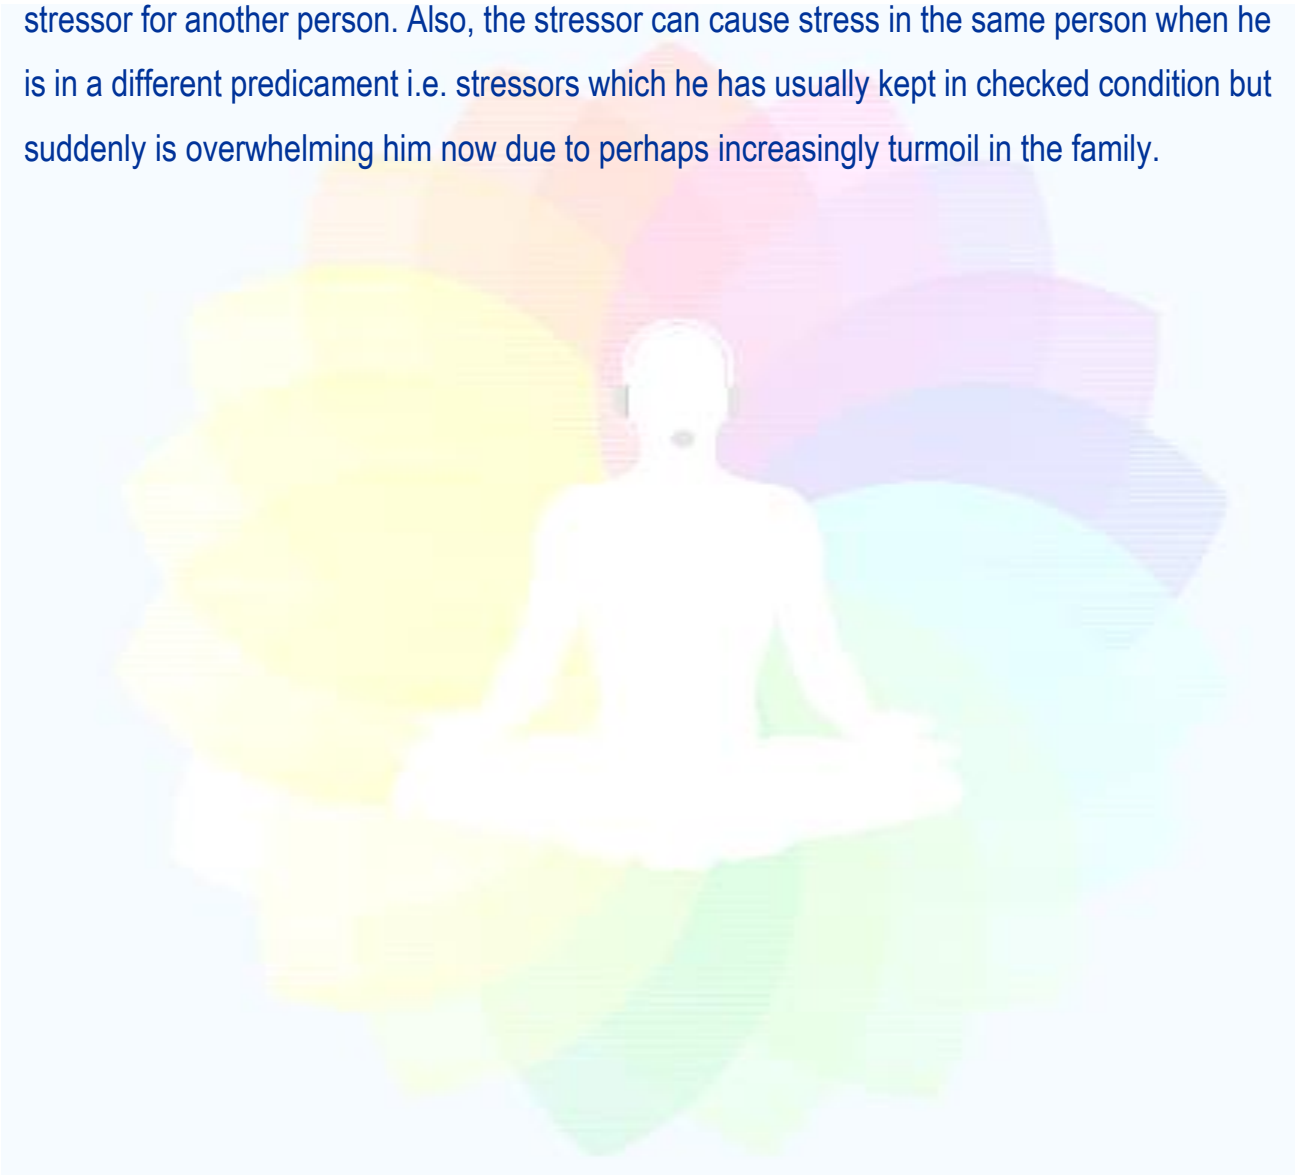 stressor for another person. Also, the stressor can cause stress in the same person when he
is in a different predicament i.e. stressors which he has usually kept in checked condition but
suddenly is overwhelming him now due to perhaps increasingly turmoil in the family.